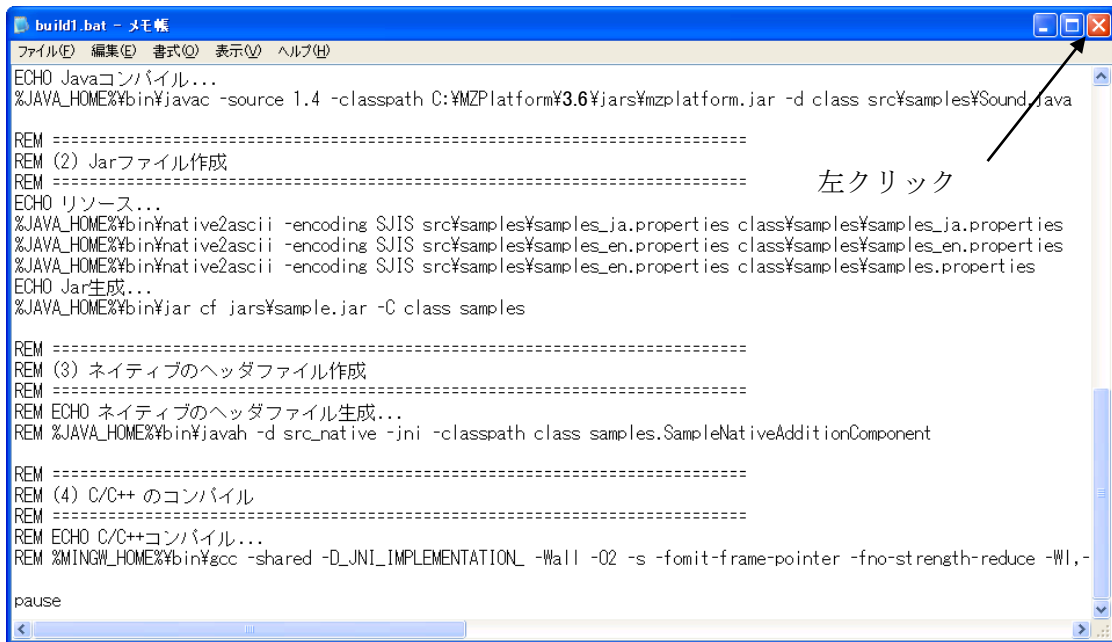 build1.bat - メモ帳
ファイル(F) 編集(E) 書式(O) 表示(V) ヘルプ(H)
ECHO Javaコンパイル...
%JAVA_HOME%¥bin¥javac -source 1.4 -classpath C:¥MZPlatform¥3.6¥jars¥mzplatform.jar -d class src¥samples¥Sound.java
REM ===========================================================================
REM (2) Jarファイル作成
REM ===========================================================================
左クリック
ECHO リソース...
%JAVA_HOME%¥bin¥native2ascii -encoding SJIS src¥samples¥samples_ja.properties class¥samples¥samples_ja.properties
%JAVA_HOME%¥bin¥native2ascii -encoding SJIS src¥samples¥samples_en.properties class¥samples¥samples_en.properties
%JAVA_HOME%¥bin¥native2ascii -encoding SJIS src¥samples¥samples_en.properties class¥samples¥samples.properties
ECHO Jar生成...
%JAVA_HOME%¥bin¥jar cf jars¥sample.jar -C class samples
REM ===========================================================================
REM (3) ネイティブのヘッダファイル作成
REM ===========================================================================
REM ECHO ネイティブのヘッダファイル生成...
REM %JAVA_HOME%¥bin¥javah -d src_native -jni -classpath class samples.SampleNativeAdditionComponent
REM ===========================================================================
REM (4) C/C++ のコンパイル
REM ===========================================================================
REM ECHO C/C++コンパイル...
REM %MINGW_HOME%¥bin¥gcc -shared -D_JNI_IMPLEMENTATION_ -Wall -O2 -s -fomit-frame-pointer -fno-strength-reduce -Wl,-
pause